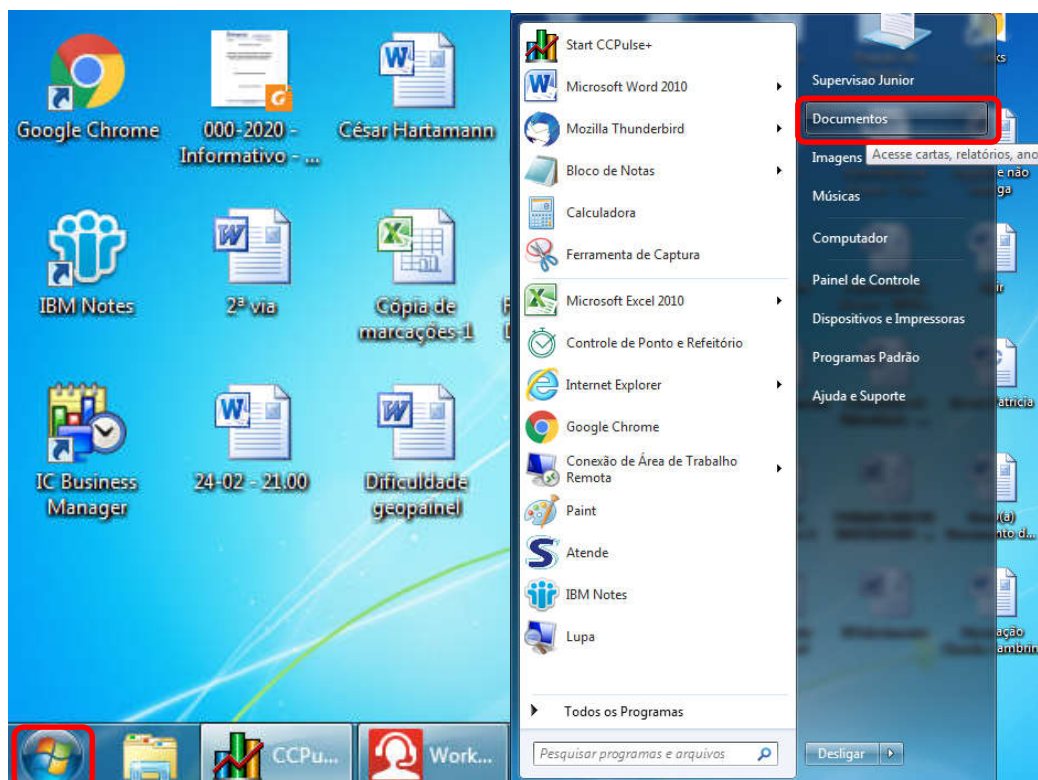 Google Chrome
000-2020 -
Informativo - ...
César Hartamann
IBM Notes
2ª via
Cópia de
marcações-1
IC Business
Manager
24-02 - 21.00
Dificuldade
geopainel
CCPu...
Work...
Start CCPulse+
Microsoft Word 2010
Mozilla Thunderbird
Bloco de Notas
Calculadora
Ferramenta de Captura
Microsoft Excel 2010
Controle de Ponto e Refeitório
Internet Explorer
Google Chrome
Conexão de Área de Trabalho
Remota
Paint
Atende
IBM Notes
Lupa
Todos os Programas
Pesquisar programas e arquivos
Supervisao Junior
Documentos
Imagens
Acesse cartas, relatórios, ano
Músicas
Computador
Painel de Controle
Dispositivos e Impressoras
Programas Padrão
Ajuda e Suporte
Desligar
e não
ga
atricia
ação